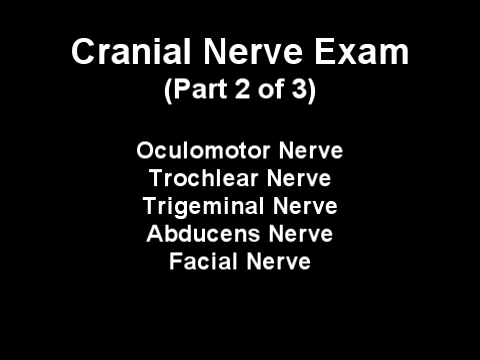 Cranial Nerve Exam
(Part 2 of 3)
Oculomotor Nerve
Trochlear Nerve
Trigeminal Nerve
Abducens Nerve
Facial Nerve